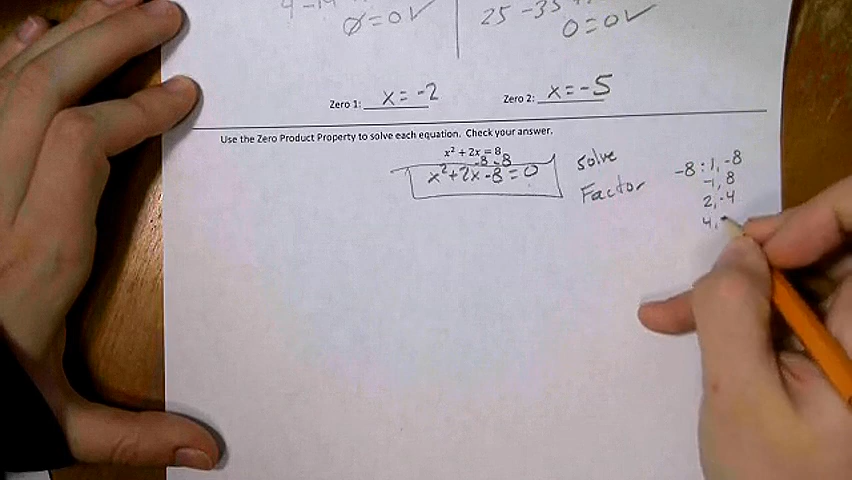 4 - 14
0 = 0 ✓
25 - 35
0 = 0 ✓
Zero 1: x = -2
Zero 2: x = -5
Use the Zero Product Property to solve each equation. Check your answer.
x² + 2x = 8
-8 -8
x² + 2x - 8 = 0
solve
Factor
-8 : 1, -8
-1, 8
2, -4
4,